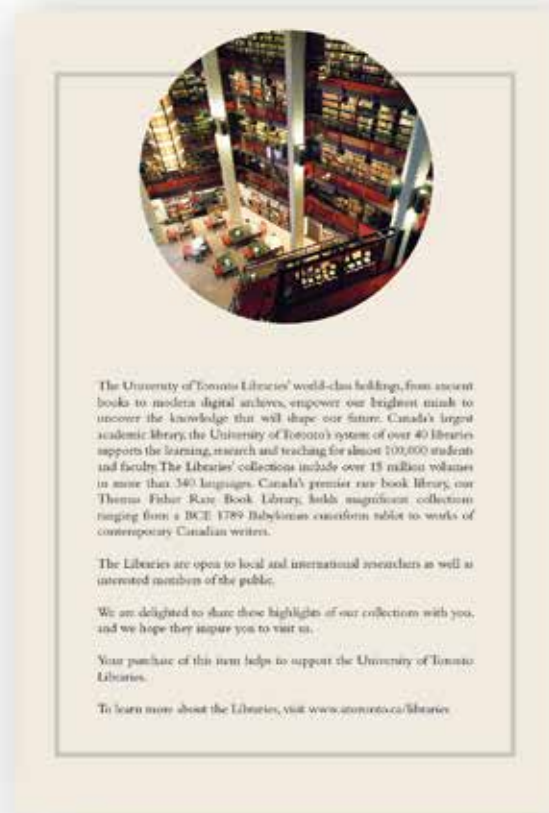 The University of Toronto Libraries' world-class holdings, from ancient
books to modern digital archives, empower our brightest minds to
uncover the knowledge that will shape our future. Canada's largest
academic library, the University of Toronto's system of over 40 libraries
supports the learning, research and teaching for almost 100,000 students
and faculty. The Libraries' collections include over 15 million volumes
in more than 340 languages. Canada's premier rare book library, our
Thomas Fisher Rare Book Library, holds magnificent collections
ranging from a BCE 1789 Babylonian cuneiform tablet to works of
contemporary Canadian writers.
The Libraries are open to local and international researchers as well as
interested members of the public.
We are delighted to share these highlights of our collections with you,
and we hope they inspire you to visit us.
Your purchase of this item helps to support the University of Toronto
Libraries.
To learn more about the Libraries, visit www.utoronto.ca/libraries